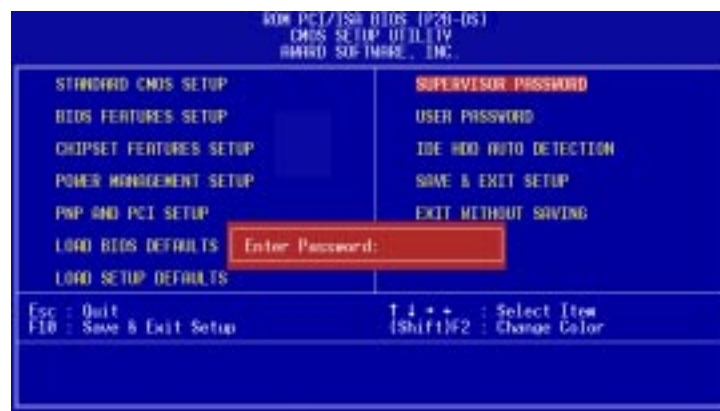 ROM PCI/ISA BIOS (P2B-DS)
CMOS SETUP UTILITY
AWARD SOFTWARE, INC.
STANDARD CMOS SETUP
BIOS FEATURES SETUP
CHIPSET FEATURES SETUP
POWER MANAGEMENT SETUP
PNP AND PCI SETUP
LOAD BIOS DEFAULTS
LOAD SETUP DEFAULTS
SUPERVISOR PASSWORD
USER PASSWORD
IDE HDD AUTO DETECTION
SAVE & EXIT SETUP
EXIT WITHOUT SAVING
Enter Password:
Esc : Quit
F10 : Save & Exit Setup
↑ ↓ → ← : Select Item
(Shift)F2 : Change Color